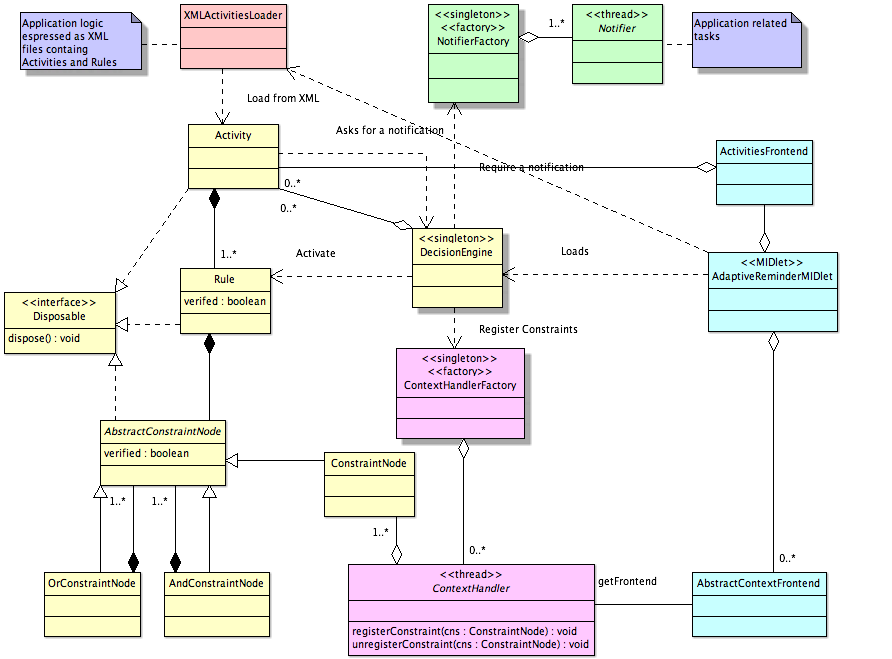 Application logic
espressed as XML
files containg
Activities and Rules
XMLActivitiesLoader
<<singleton>>
<<factory>>
NotifierFactory
1..*
<<thread>>
Notifier
Application related
tasks
Load from XML
Asks for a notification
Activity
ActivitiesFrontend
Require a notification
0..*
0..*
<<singleton>>
DecisionEngine
1..*
Activate
Loads
<<MIDlet>>
AdaptiveReminderMIDlet
Rule
verifed : boolean
<<interface>>
Disposable
dispose() : void
Register Constraints
<<singleton>>
<<factory>>
ContextHandlerFactory
AbstractConstraintNode
verified : boolean
ConstraintNode
1..*
1..*
1..*
0..*
0..*
OrConstraintNode
AndConstraintNode
<<thread>>
ContextHandler
registerConstraint(cns : ConstraintNode) : void
unregisterConstraint(cns : ConstraintNode) : void
getFrontend
AbstractContextFrontend